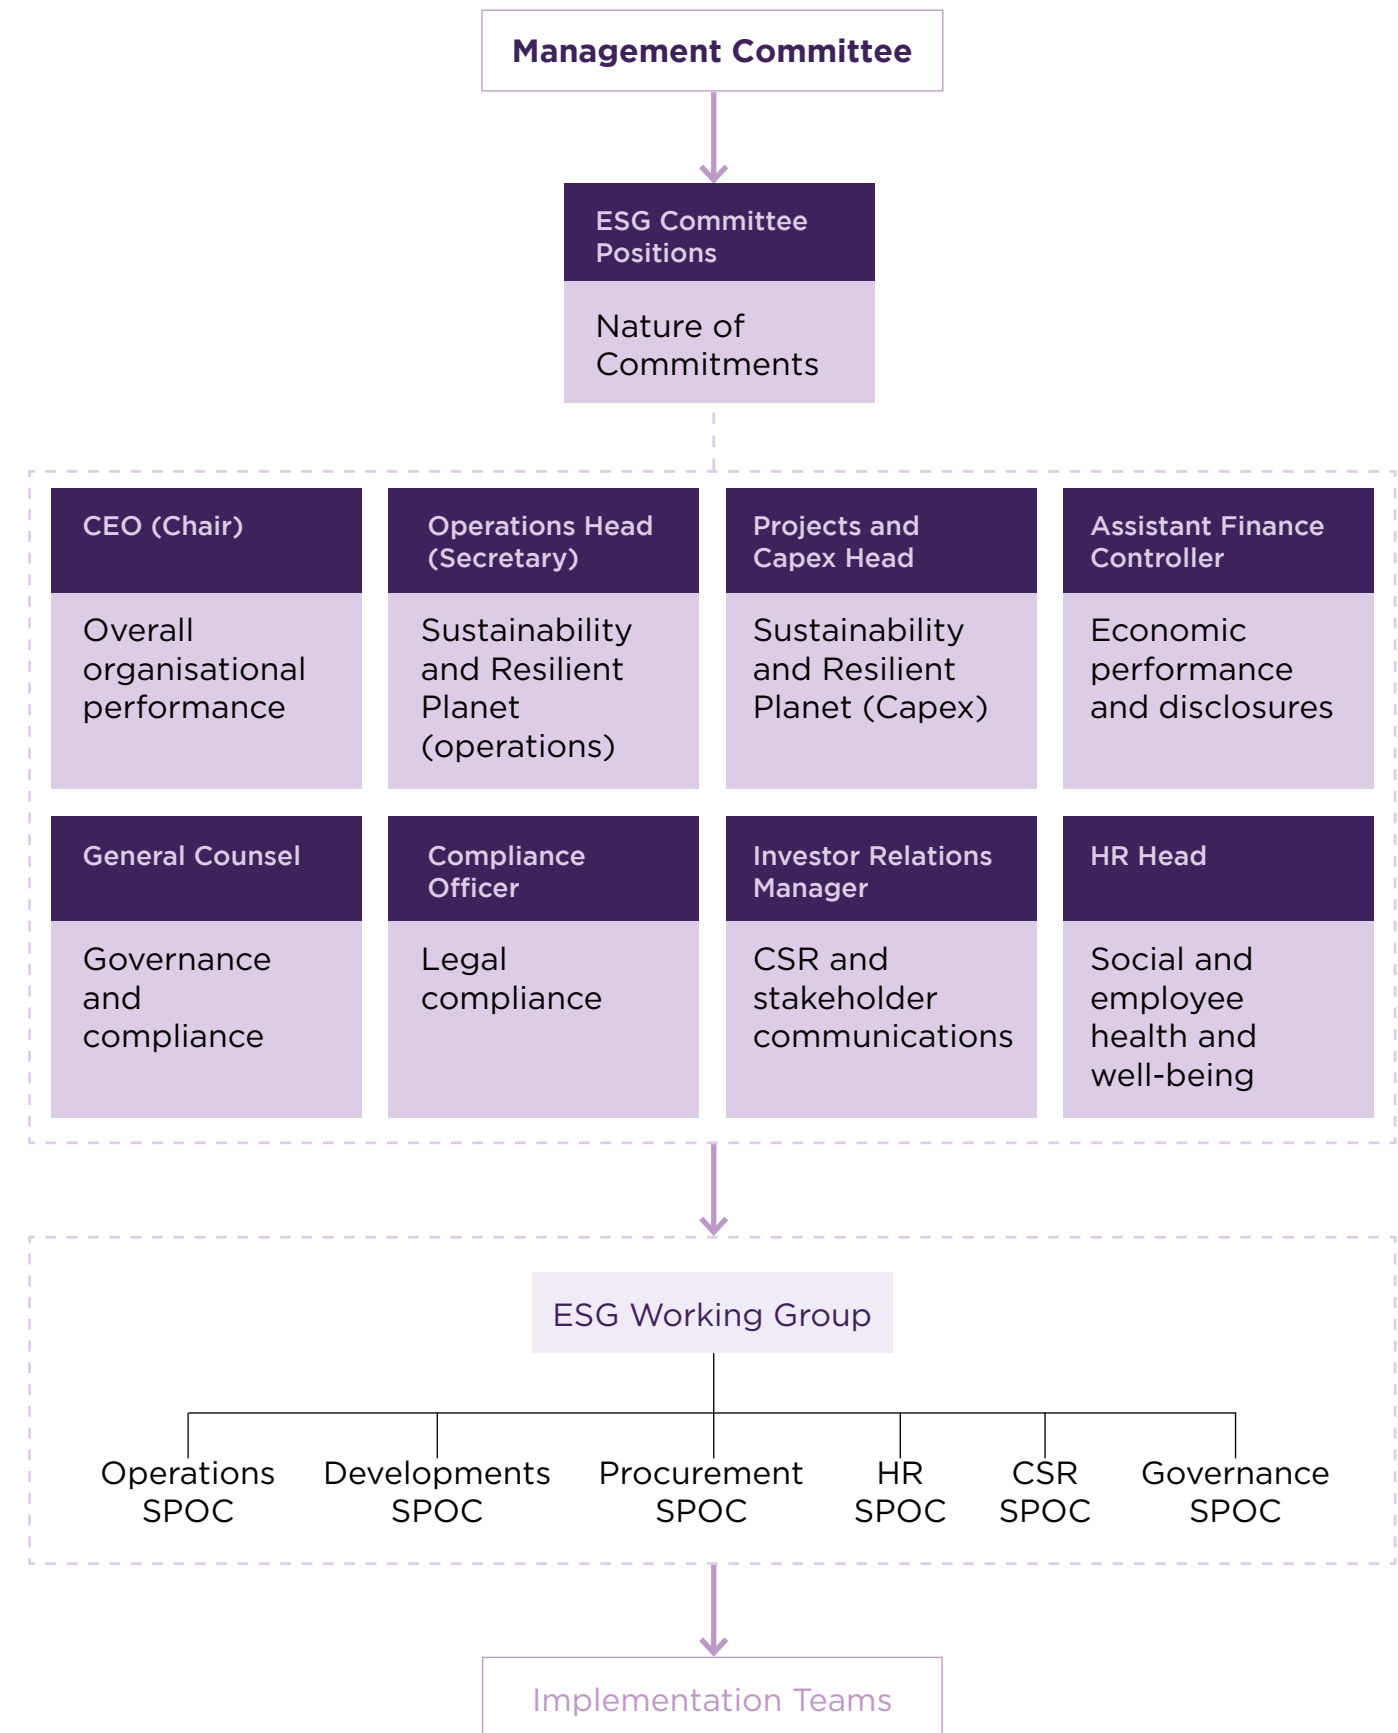 Management Committee
ESG Committee
Positions
Nature of
Commitments
CEO (Chair)
Overall
organisational
performance
Operations Head
(Secretary)
Sustainability
and Resilient
Planet
(operations)
Projects and
Capex Head
Sustainability
and Resilient
Planet (Capex)
Assistant Finance
Controller
Economic
performance
and disclosures
General Counsel
Governance
and
compliance
Compliance
Officer
Legal
compliance
Investor Relations
Manager
CSR and
stakeholder
communications
HR Head
Social and
employee
health and
well-being
ESG Working Group
Operations
SPOC
Developments
SPOC
Procurement
SPOC
HR
SPOC
CSR
SPOC
Governance
SPOC
Implementation Teams